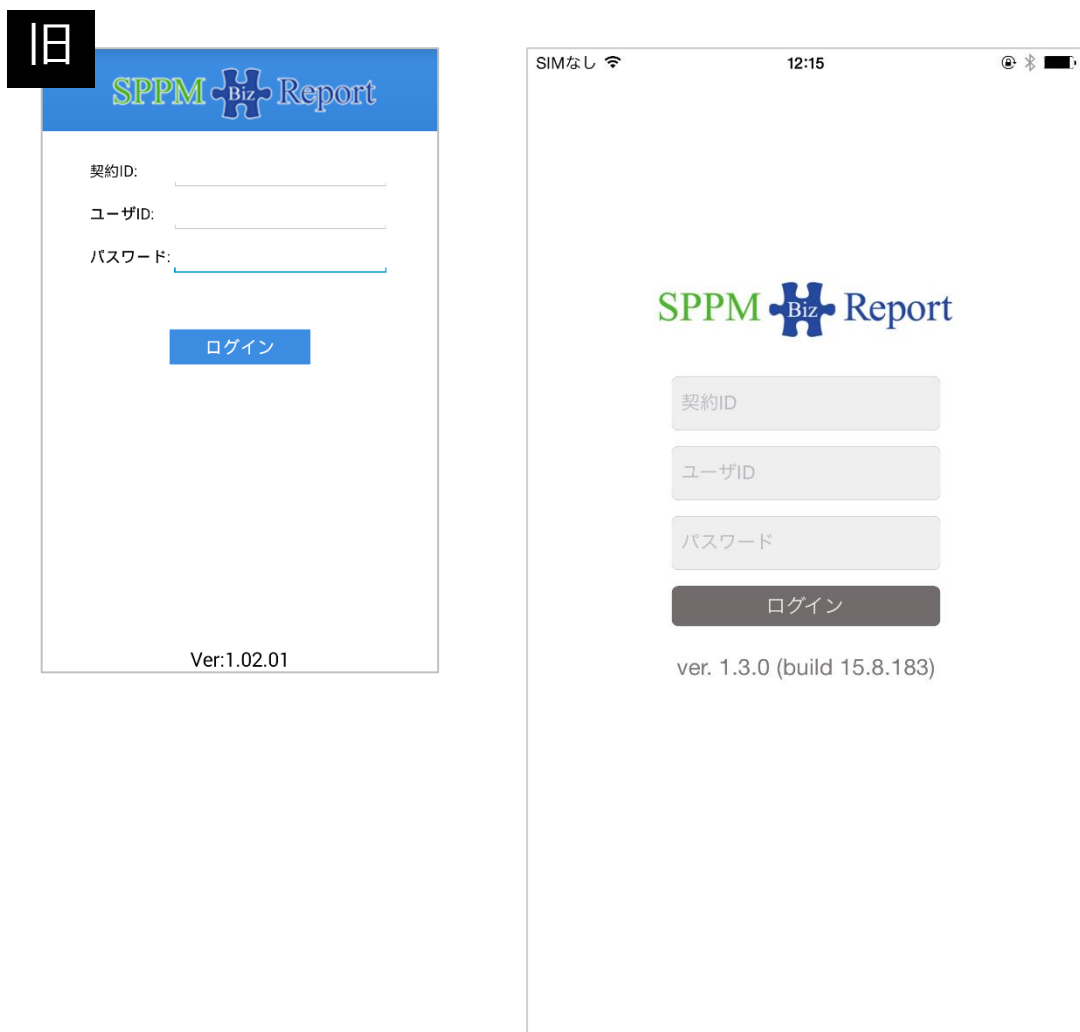 旧
SPPM Biz Report
契約ID:
ユーザID:
パスワード:
ログイン
Ver:1.02.01
SIMなし 12:15
SPPM Biz Report
契約ID
ユーザID
パスワード
ログイン
ver. 1.3.0 (build 15.8.183)